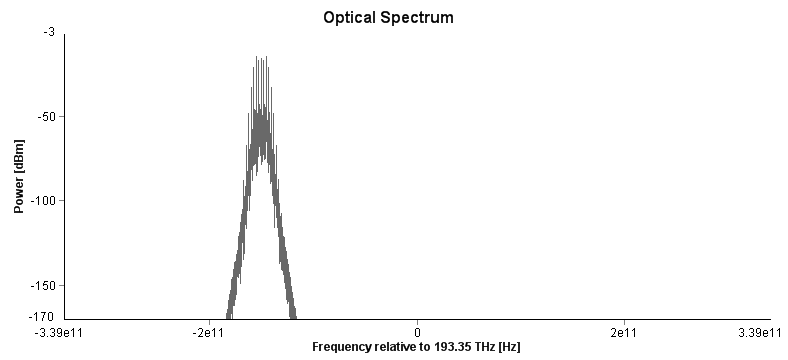 Optical Spectrum
-3
-50
-100
-150
-170
Power [dBm]
-3.39e11
-2e11
0
2e11
3.39e11
Frequency relative to 193.35 THz [Hz]